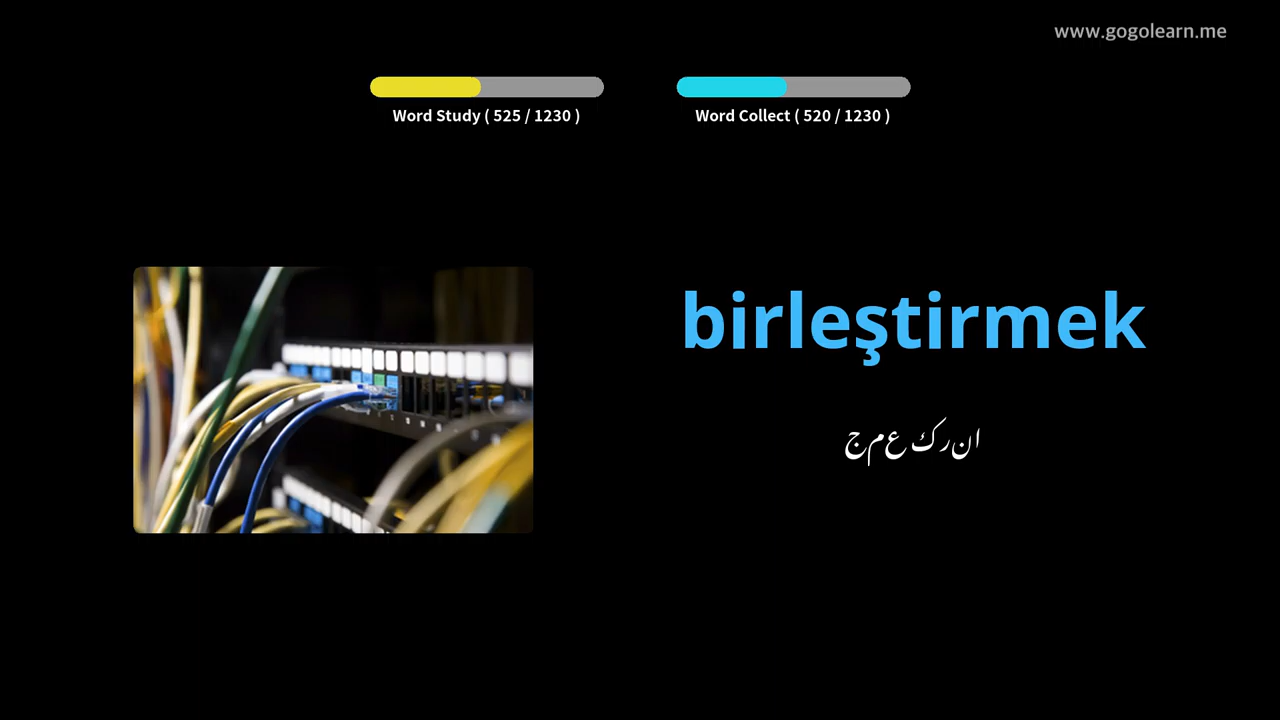 www.gogolearn.me
Word Study ( 525 / 1230 )
Word Collect ( 520 / 1230 )
birleştirmek
جمع کرنا